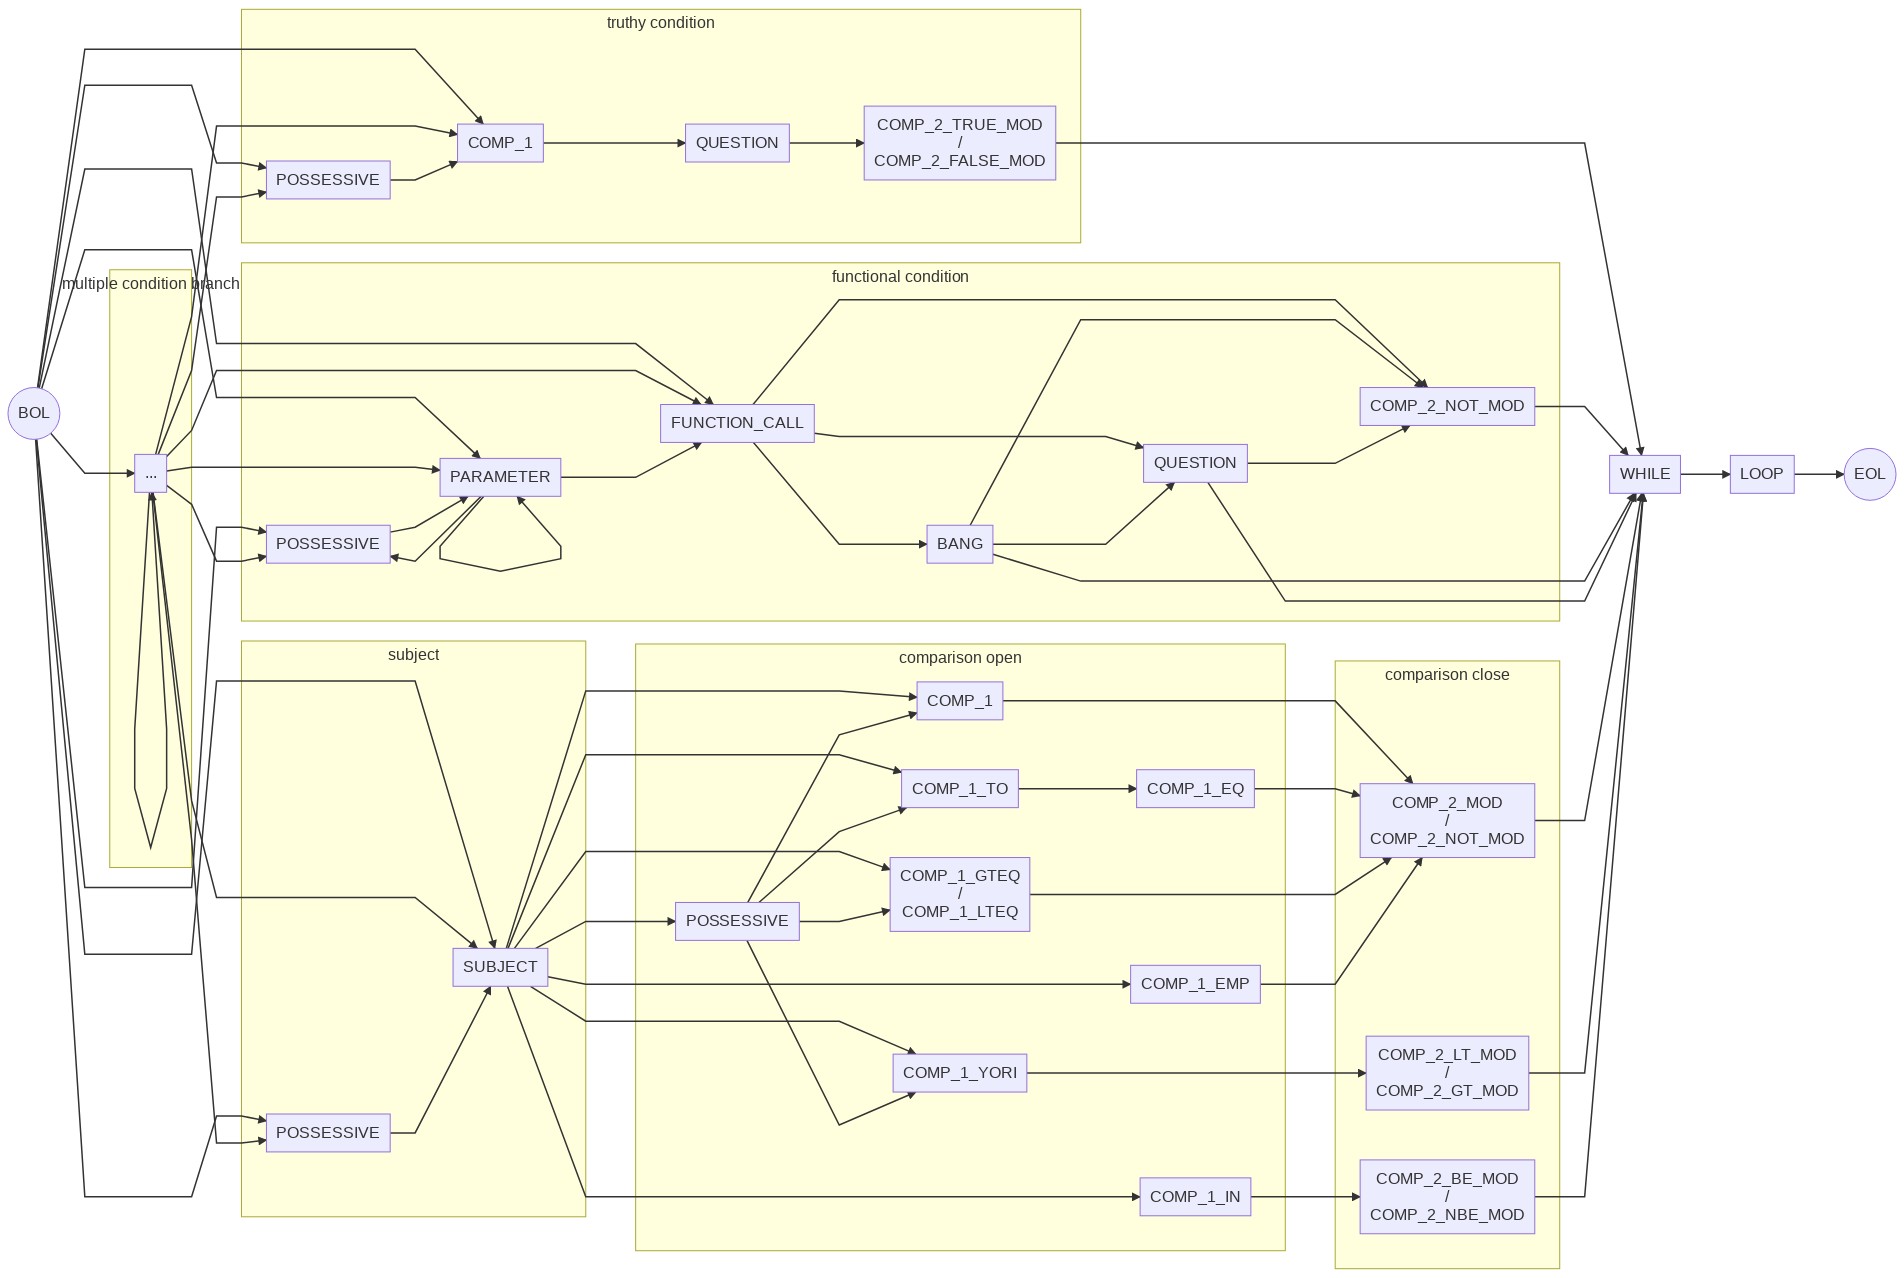 truthy condition
COMP_1
QUESTION
COMP_2_TRUE_MOD
/
COMP_2_FALSE_MOD
POSSESSIVE
multiple condition branch
BOL
...
functional condition
FUNCTION_CALL
COMP_2_NOT_MOD
PARAMETER
QUESTION
POSSESSIVE
BANG
WHILE
LOOP
EOL
subject
SUBJECT
POSSESSIVE
comparison open
COMP_1
COMP_1_TO
COMP_1_EQ
COMP_1_GTEQ
/
COMP_1_LTEQ
POSSESSIVE
COMP_1_EMP
COMP_1_YORI
COMP_1_IN
comparison close
COMP_2_MOD
/
COMP_2_NOT_MOD
COMP_2_LT_MOD
/
COMP_2_GT_MOD
COMP_2_BE_MOD
/
COMP_2_NBE_MOD